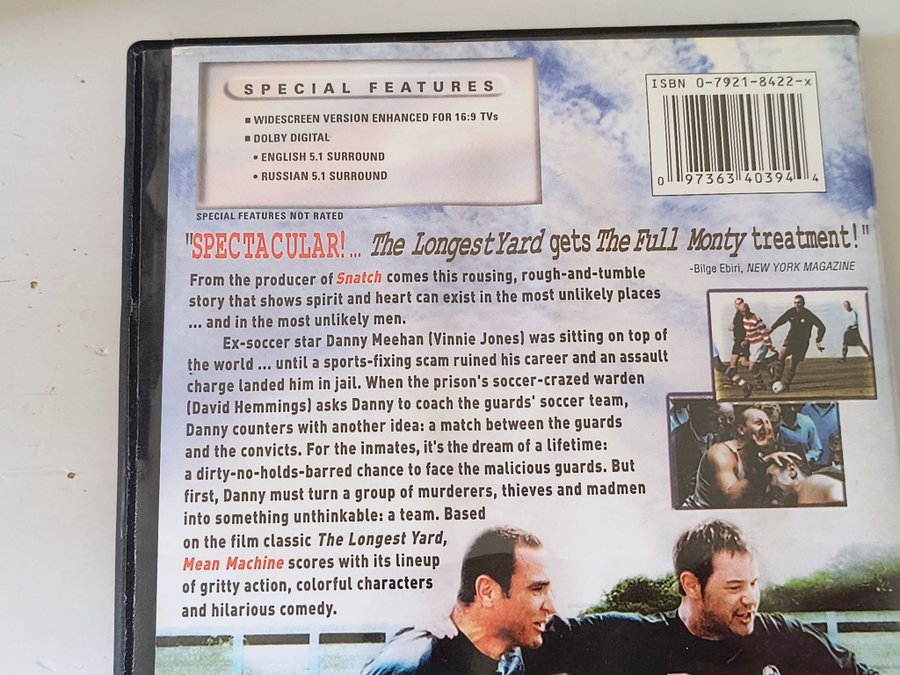 SPECIAL FEATURES
▪ WIDESCREEN VERSION ENHANCED FOR 16:9 TVs
▪ DOLBY DIGITAL
• ENGLISH 5.1 SURROUND
• RUSSIAN 5.1 SURROUND
SPECIAL FEATURES NOT RATED
ISBN 0-7921-8422-x
0 97363 40394 4
"SPECTACULAR!... The Longest Yard gets The Full Monty treatment!"
-Bilge Ebiri, NEW YORK MAGAZINE
From the producer of Snatch comes this rousing, rough-and-tumble
story that shows spirit and heart can exist in the most unlikely places
... and in the most unlikely men.
Ex-soccer star Danny Meehan (Vinnie Jones) was sitting on top of
the world ... until a sports-fixing scam ruined his career and an assault
charge landed him in jail. When the prison's soccer-crazed warden
(David Hemmings) asks Danny to coach the guards' soccer team,
Danny counters with another idea: a match between the guards
and the convicts. For the inmates, it's the dream of a lifetime:
a dirty-no-holds-barred chance to face the malicious guards. But
first, Danny must turn a group of murderers, thieves and madmen
into something unthinkable: a team. Based
on the film classic The Longest Yard,
Mean Machine scores with its lineup
of gritty action, colorful characters
and hilarious comedy.